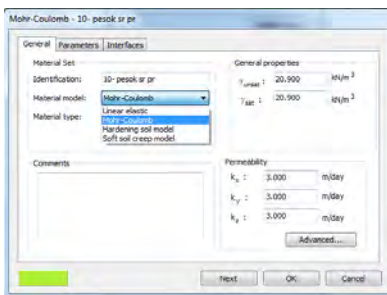 Mohr-Coulomb - 10- pesok sr pr
General Parameters Interfaces
Material Set
Identification: 10- pesok sr pr
Material model: Mohr-Coulomb
Material type:
Linear elastic
Mohr-Coulomb
Hardening soil model
Soft soil creep model
General properties
γunsat : 20.900 kN/m 3
γsat : 20.900 kN/m 3
Comments
Permeability
kx : 3.000 m/day
ky : 3.000 m/day
kz : 3.000 m/day
Advanced...
Next OK Cancel